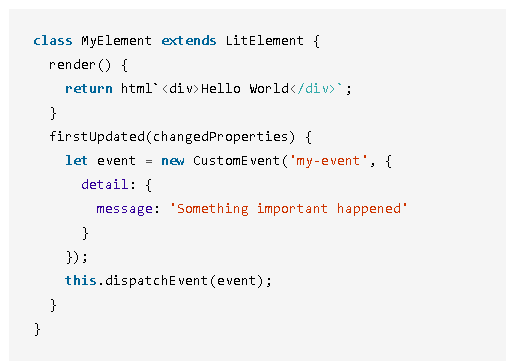 class MyElement extends LitElement {
  render() {
    return html`<div>Hello World</div>`;
  }
  firstUpdated(changedProperties) {
    let event = new CustomEvent('my-event', {
      detail: {
        message: 'Something important happened'
      }
    });
    this.dispatchEvent(event);
  }
}